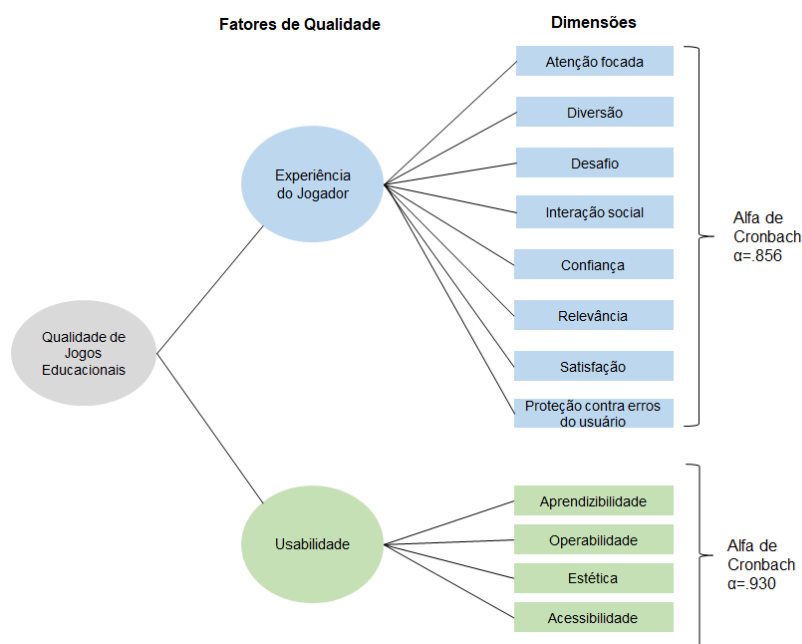 Fatores de Qualidade
Dimensões
Atenção focada
Diversão
Desafio
Interação social
Confiança
Relevância
Satisfação
Proteção contra erros
do usuário
Experiência
do Jogador
Alfa de
Cronbach
α=.856
Qualidade de
Jogos
Educacionais
Usabilidade
Aprendizibilidade
Operabilidade
Estética
Acessibilidade
Alfa de
Cronbach
α=.930